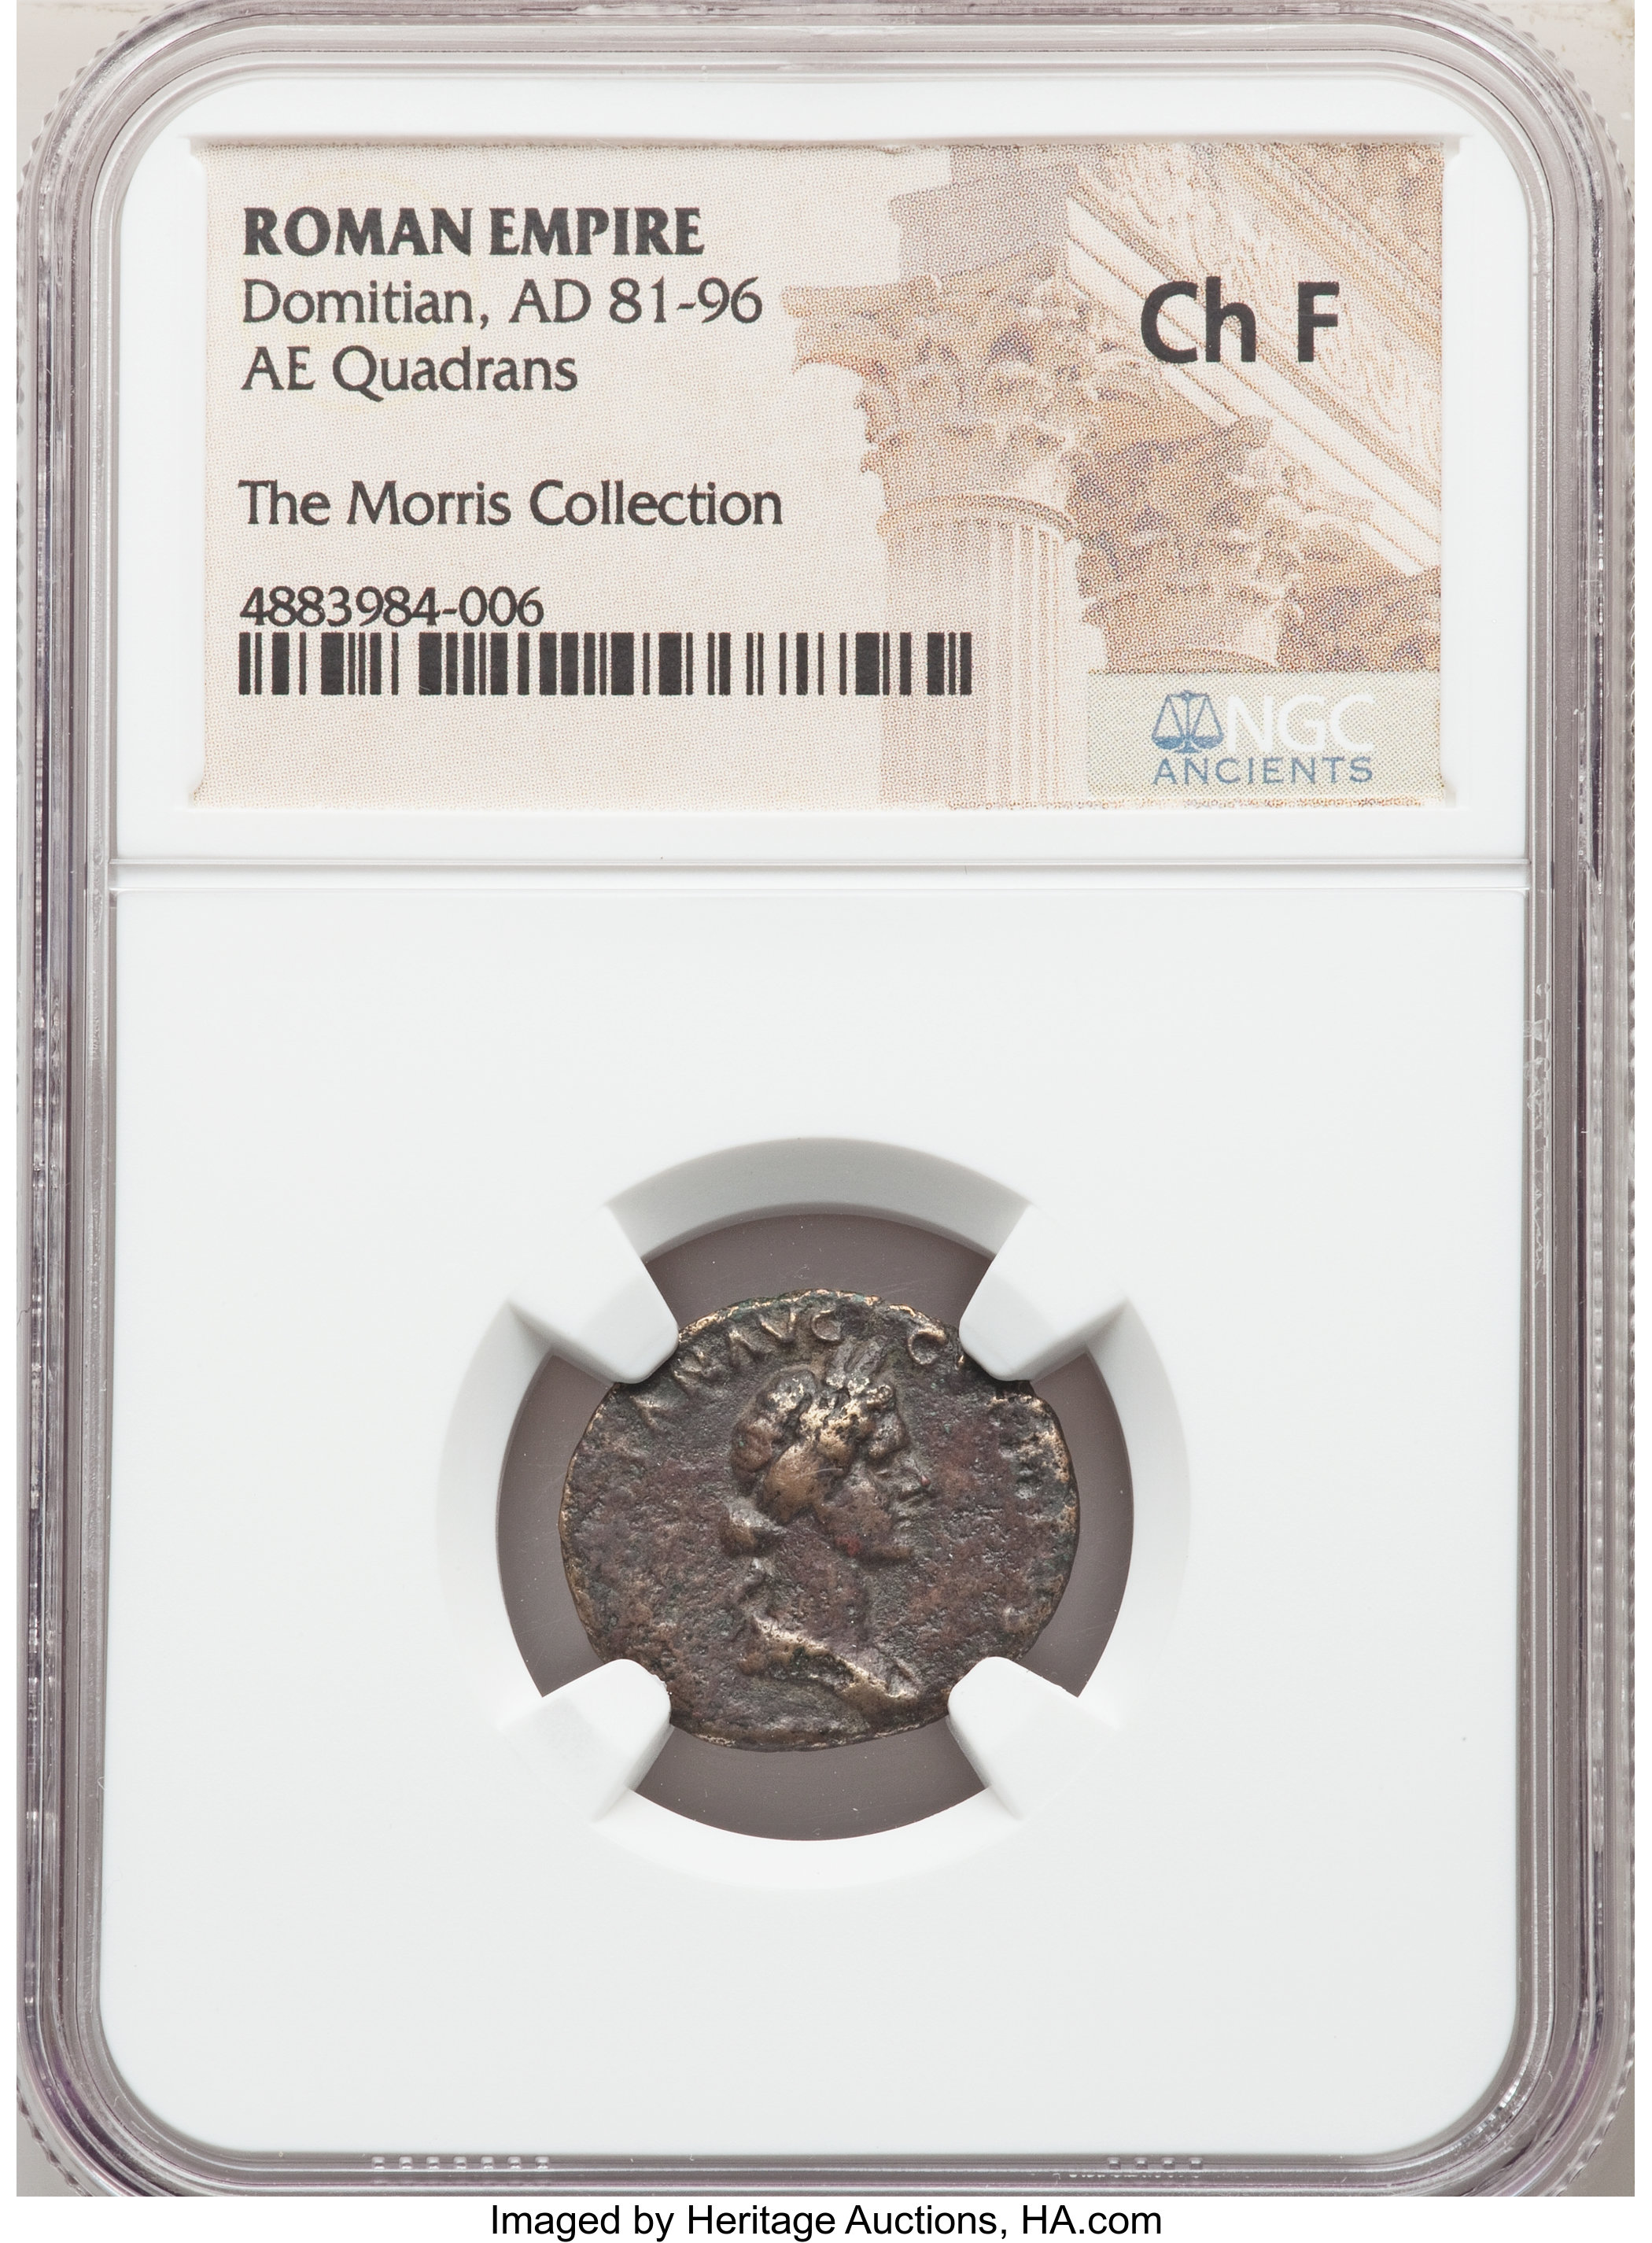 ROMAN EMPIRE
Domitian, AD 81-96
AE Quadrans
Ch F
The Morris Collection
4883984-006
NGC
ANCIENTS
AVG
Imaged by Heritage Auctions, HA.com